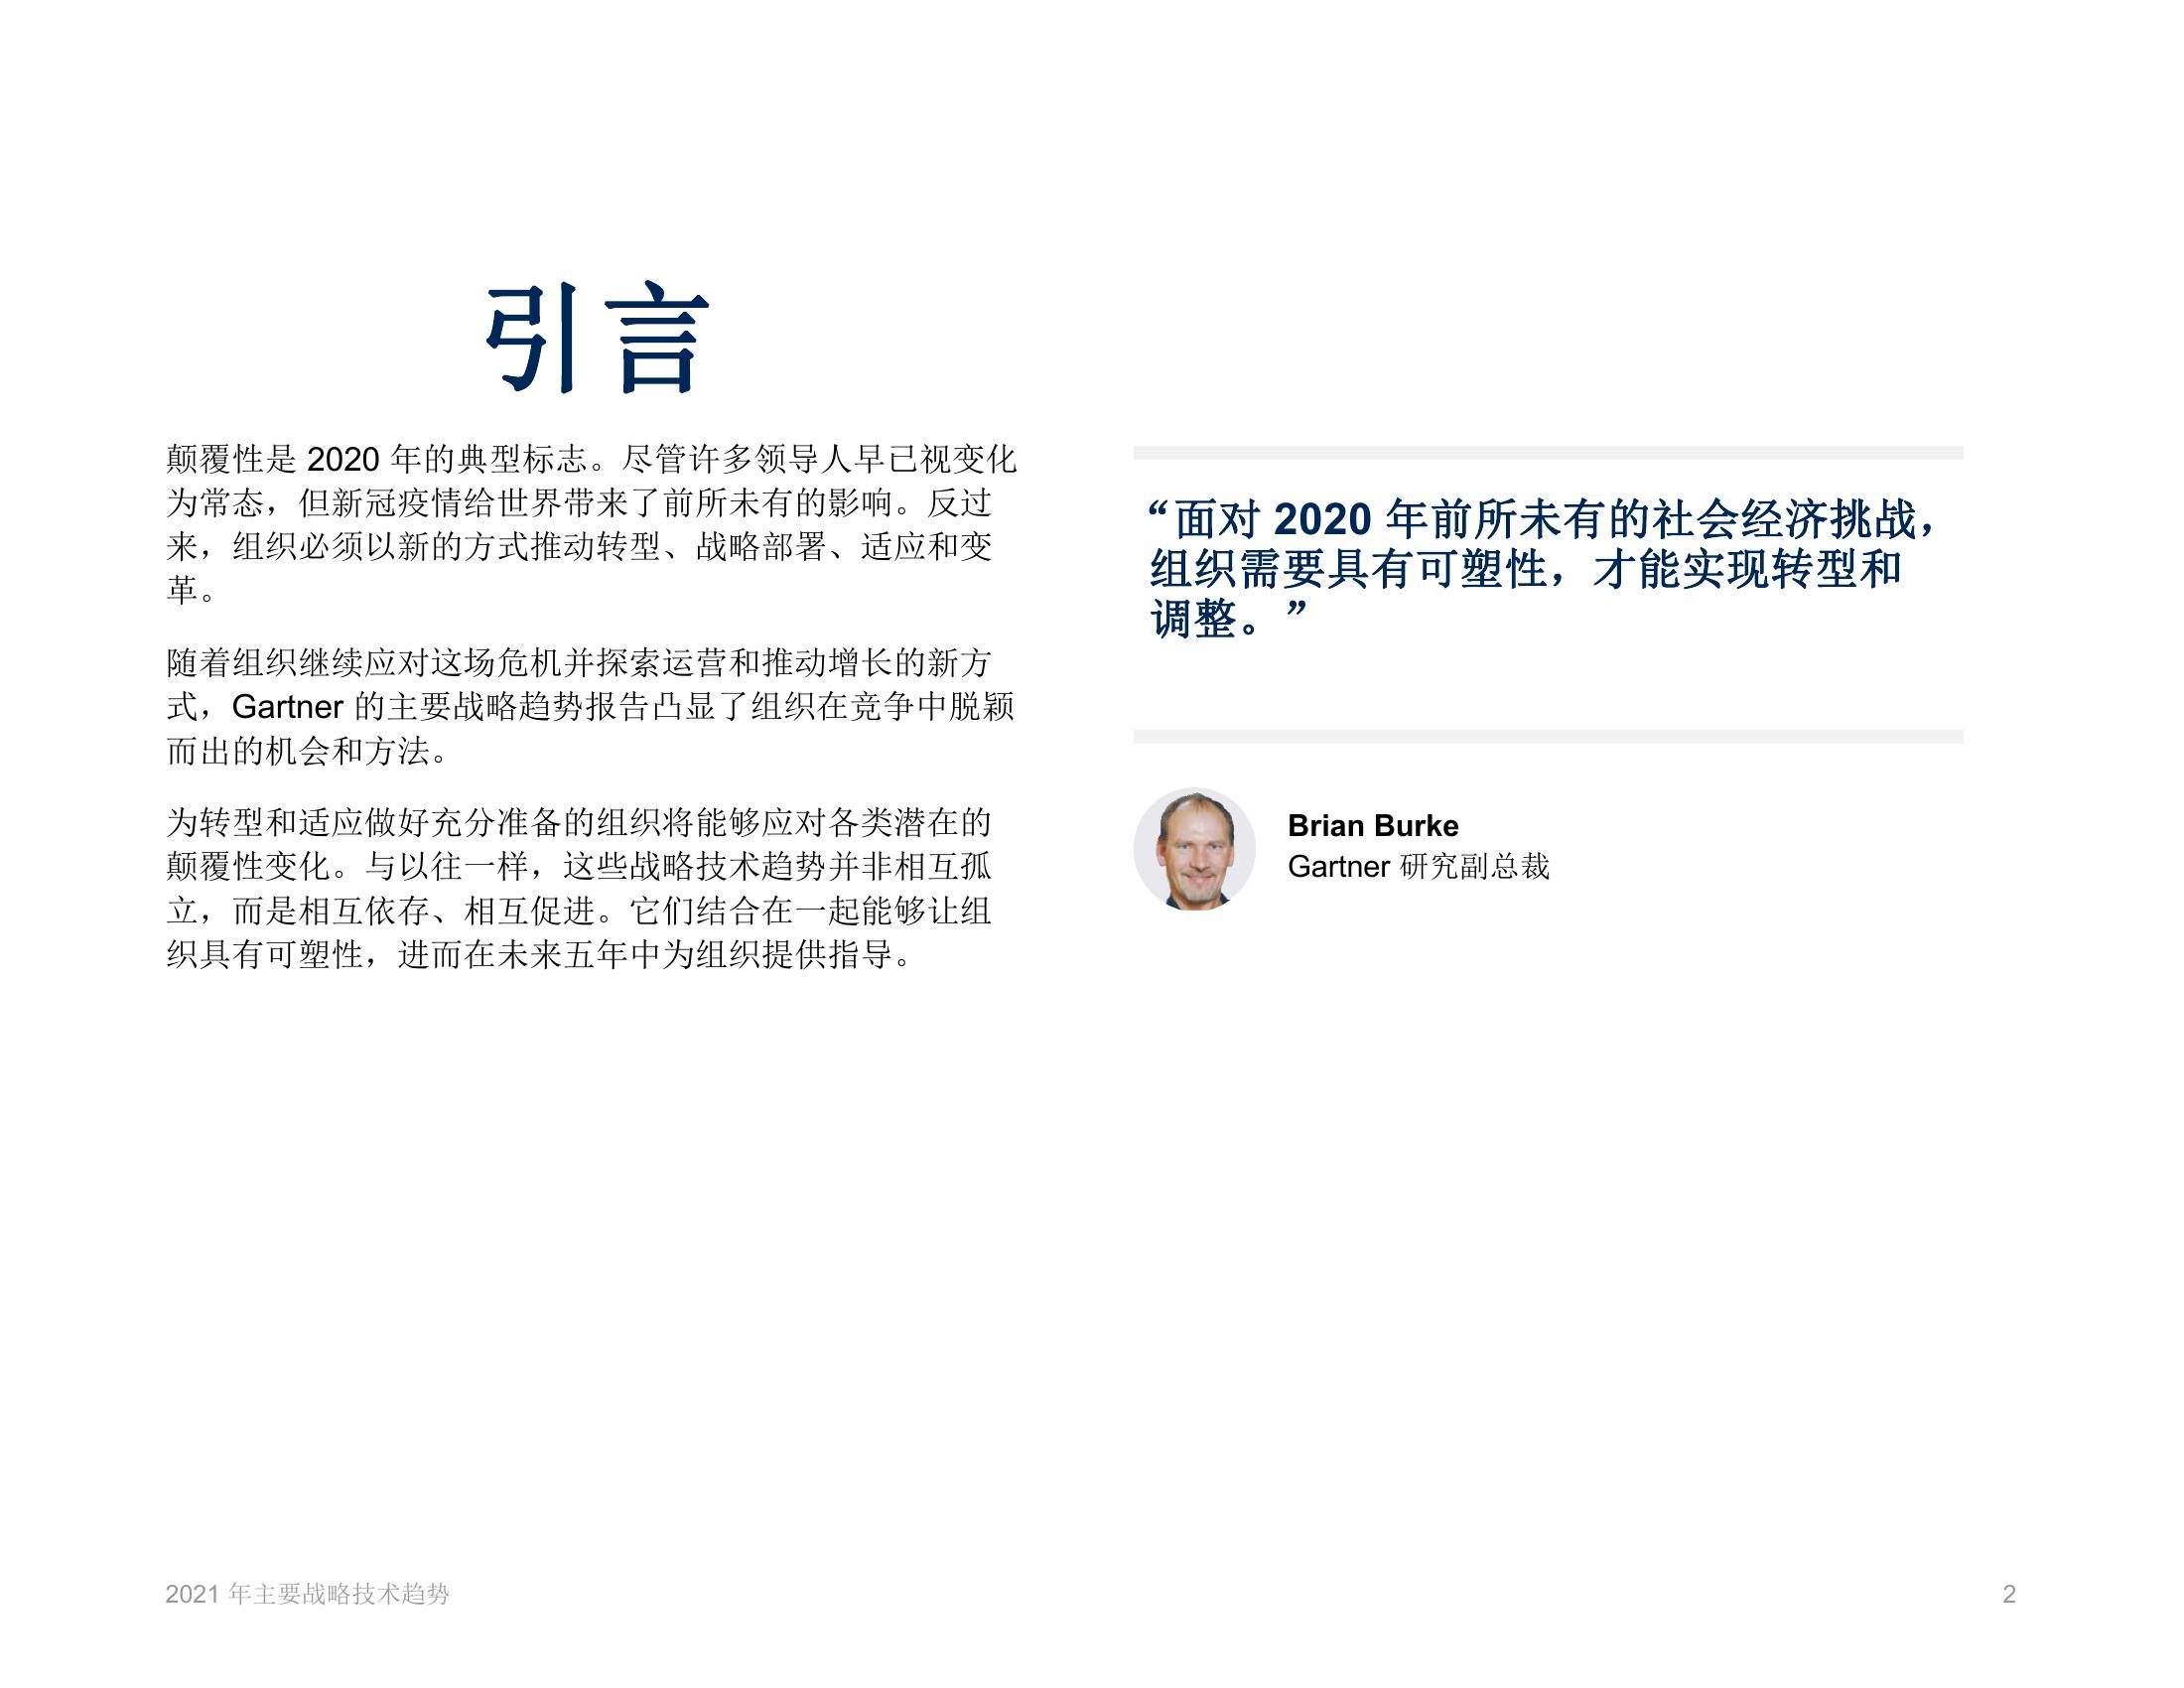 引言
颠覆性是 2020 年的典型标志。尽管许多领导人早已视变化
为常态，但新冠疫情给世界带来了前所未有的影响。反过
来，组织必须以新的方式推动转型、战略部署、适应和变
革。
随着组织继续应对这场危机并探索运营和推动增长的新方
式，Gartner 的主要战略趋势报告凸显了组织在竞争中脱颖
而出的机会和方法。
为转型和适应做好充分准备的组织将能够应对各类潜在的
颠覆性变化。与以往一样，这些战略技术趋势并非相互孤
立，而是相互依存、相互促进。它们结合在一起能够让组
织具有可塑性，进而在未来五年中为组织提供指导。
“面对 2020 年前所未有的社会经济挑战，
组织需要具有可塑性，才能实现转型和
调整。”
Brian Burke
Gartner 研究副总裁
2021 年主要战略技术趋势
2